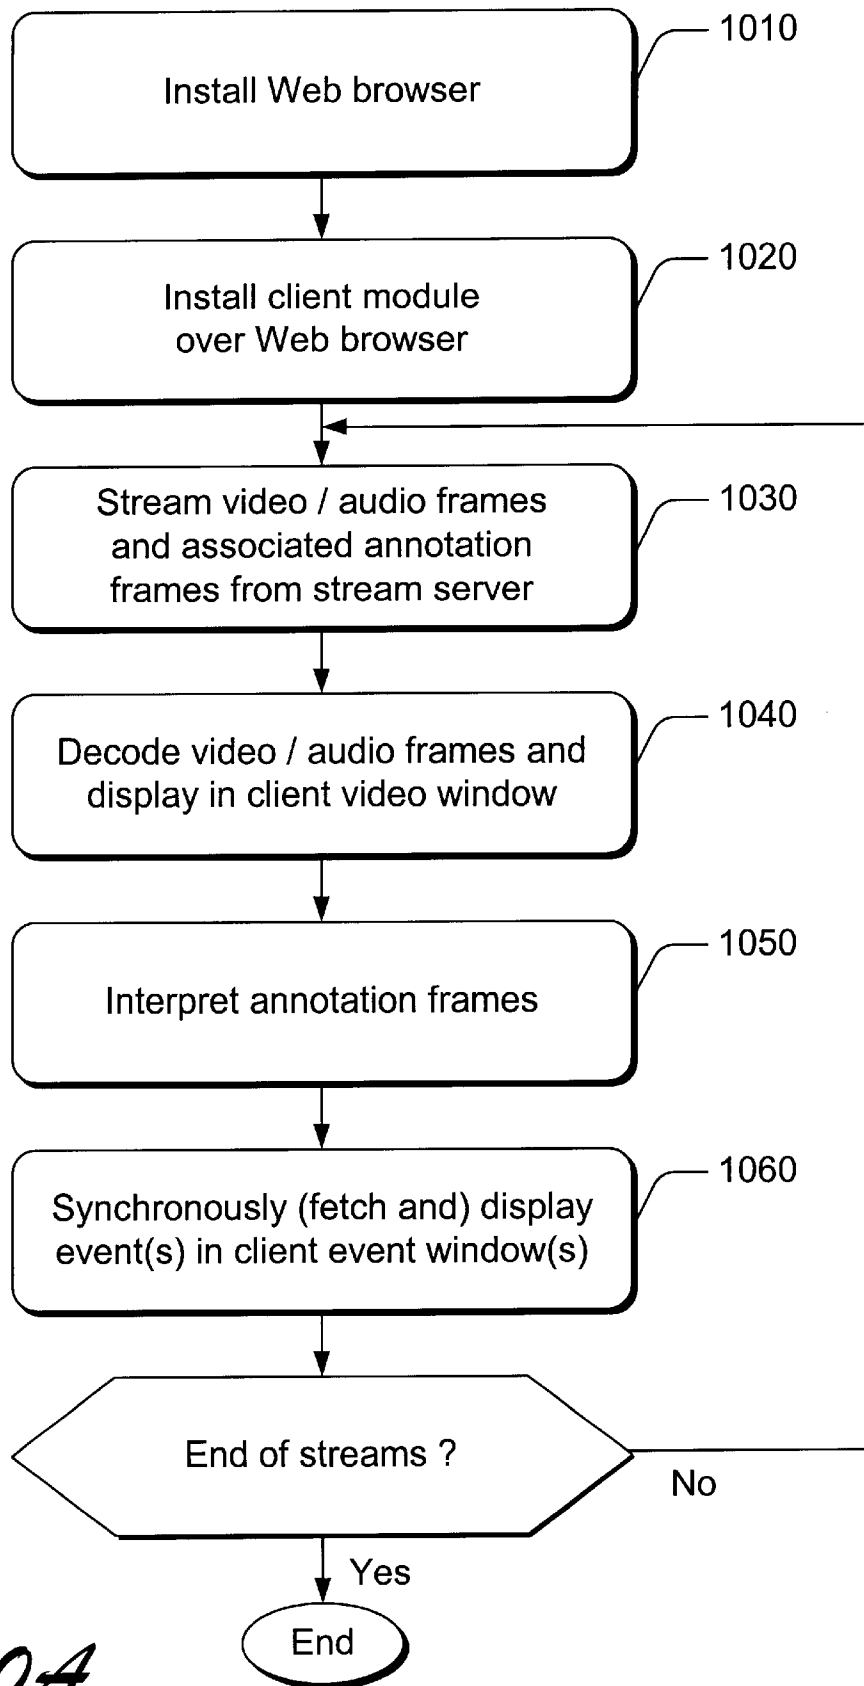 1010
Install Web browser
1020
Install client module
over Web browser
1030
Stream video / audio frames
and associated annotation
frames from stream server
1040
Decode video / audio frames and
display in client video window
1050
Interpret annotation frames
1060
Synchronously (fetch and) display
event(s) in client event window(s)
End of streams ?
No
Yes
End